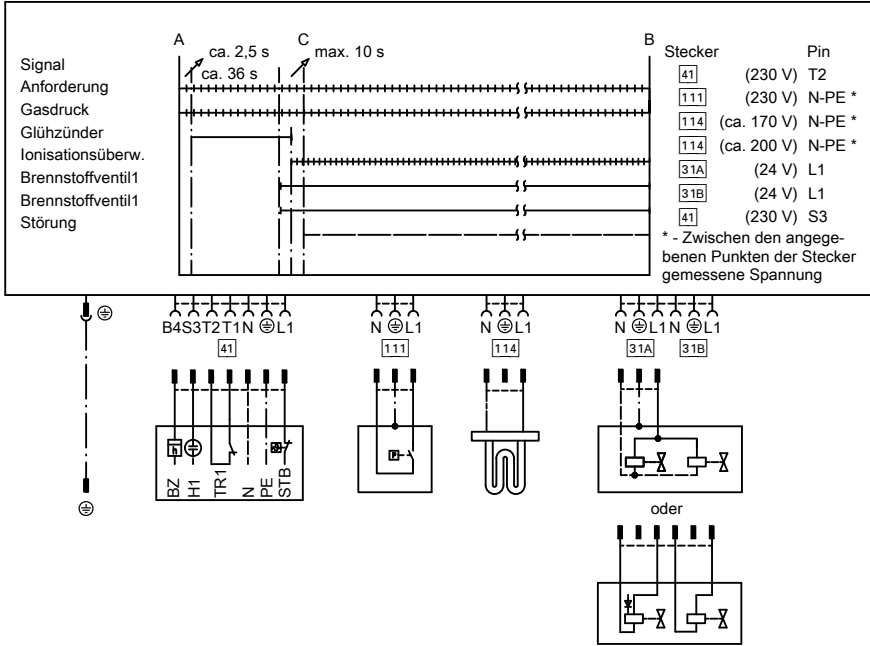 A
C
B
ca. 2,5 s
max. 10 s
ca. 36 s
Signal
Anforderung
Gasdruck
Glühzünder
Ionisationsüberw.
Brennstoffventil1
Brennstoffventil1
Störung
Stecker Pin
41 (230 V) T2
111 (230 V) N-PE *
114 (ca. 170 V) N-PE *
114 (ca. 200 V) N-PE *
31A (24 V) L1
31B (24 V) L1
41 (230 V) S3
* - Zwischen den angege-
benen Punkten der Stecker
gemessene Spannung
B4 S3 T2 T1 N L1
41
N L1
111
N L1
114
N L1 N L1
31A 31B
BZ
H1
TR1
N
PE
STB
h
P
oder